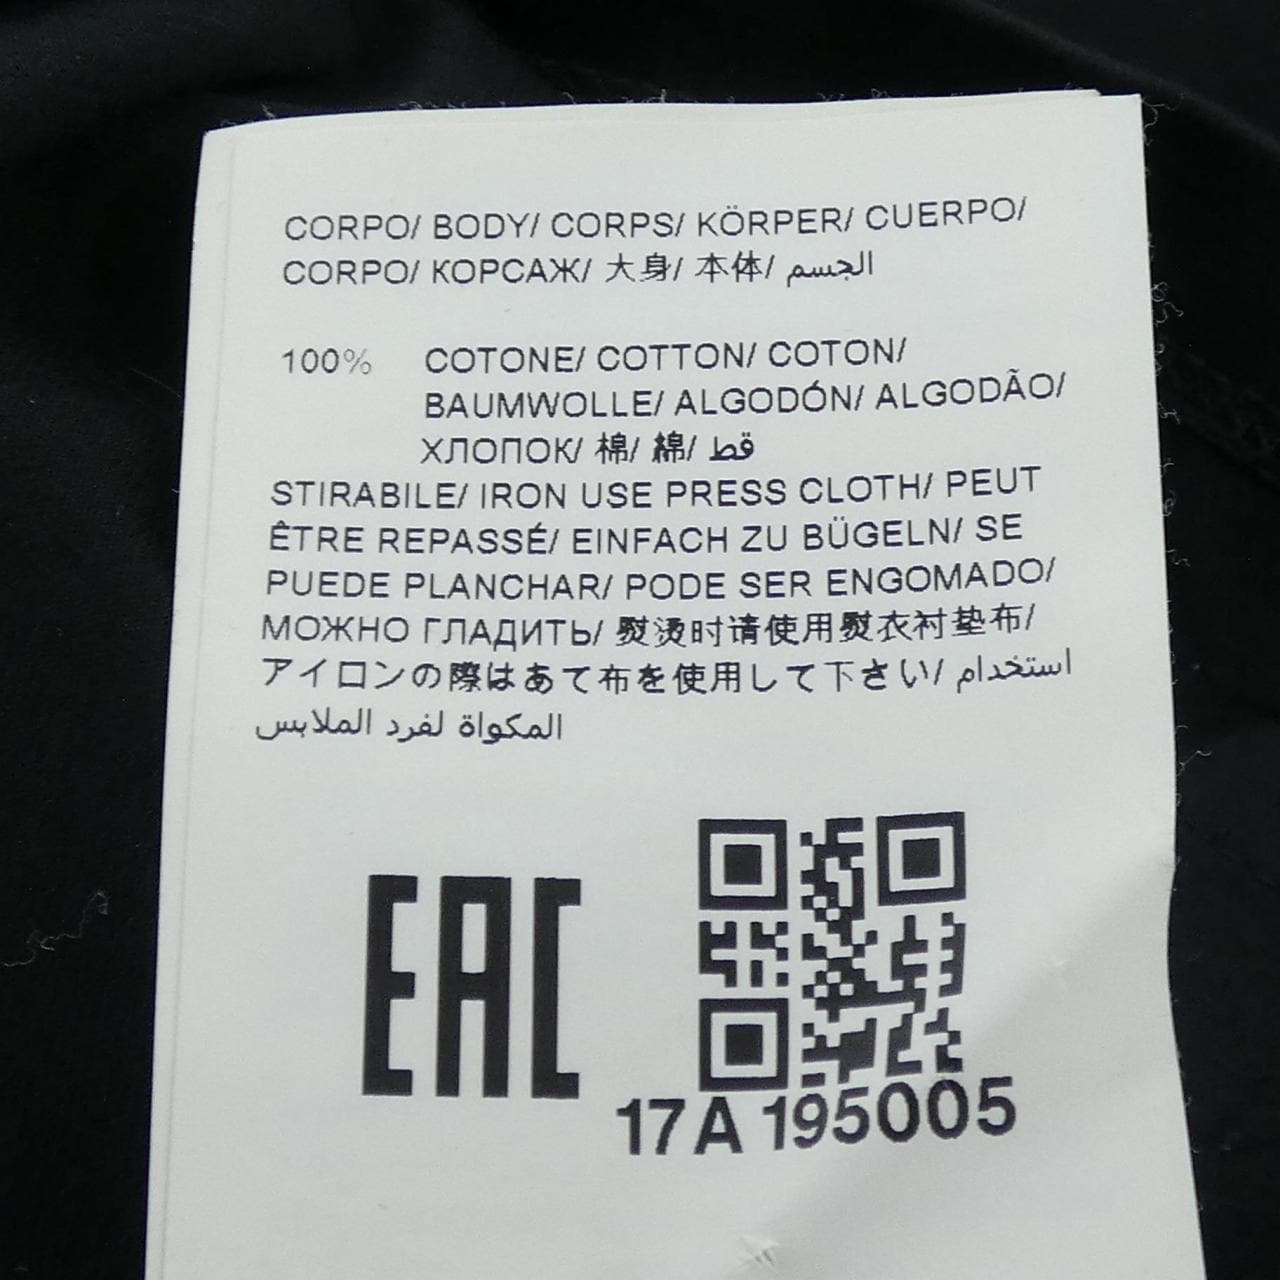 CORPO/ BODY/ CORPS/ KÖRPER/ CUERPO/
CORPO/ КОРСАЖ/ 大身/ 本体/ الجسم
100% COTONE/ COTTON/ COTON/
BAUMWOLLE/ ALGODÓN/ ALGODÃO/
ХЛОПОК/ 棉/ 綿/ قط
STIRABILE/ IRON USE PRESS CLOTH/ PEUT
ÊTRE REPASSÉ/ EINFACH ZU BÜGELN/ SE
PUEDE PLANCHAR/ PODE SER ENGOMADO/
МОЖНО ГЛАДИТЬ/ 熨烫时请使用熨衣衬垫布/
アイロンの際はあて布を使用して下さい/ استخدام
المكواة لفرد الملابس
EAC
17A195005